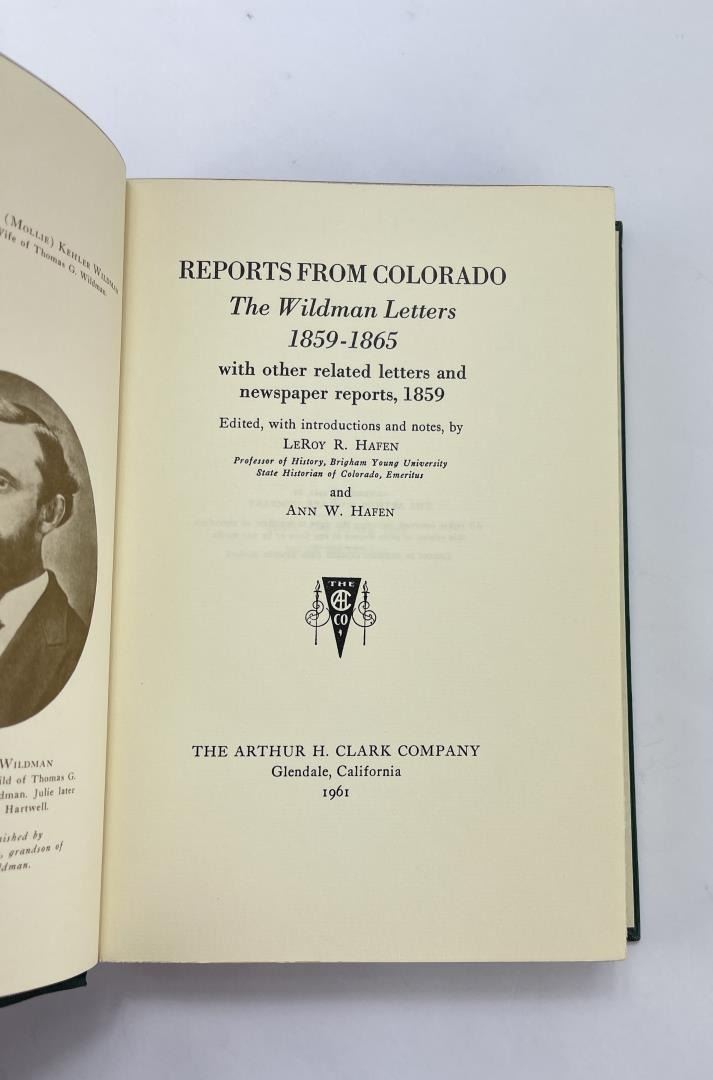 (MOLLIE) KEHLER WILDMAN
Wife of Thomas G. Wildman.
WILDMAN
ild of Thomas G.
dman. Julie later
Hartwell.
nished by
, grandson of
ldman.
REPORTS FROM COLORADO
The Wildman Letters
1859-1865
with other related letters and
newspaper reports, 1859
Edited, with introductions and notes, by
LEROY R. HAFEN
Professor of History, Brigham Young University
State Historian of Colorado, Emeritus
and
ANN W. HAFEN
THE
AHC
CO
THE ARTHUR H. CLARK COMPANY
Glendale, California
1961